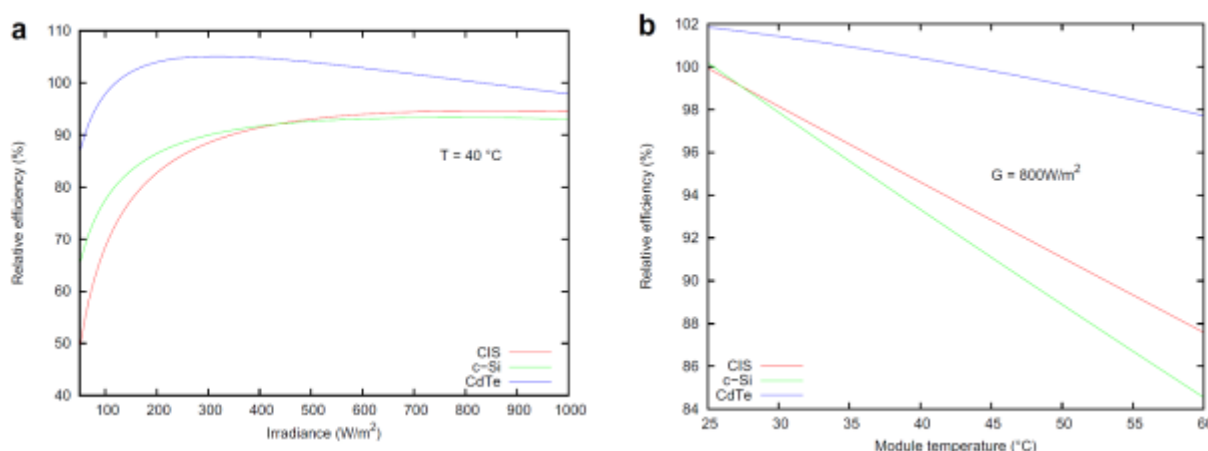 a
110
100
90
80
70
60
50
40
Relative efficiency (%)
T = 40 °C
CIS
c-Si
CdTe
100 200 300 400 500 600 700 800 900 1000
Irradiance (W/m²)
b
102
100
98
96
94
92
90
88
86
84
Relative efficiency (%)
G = 800W/m²
CIS
c-Si
CdTe
25 30 35 40 45 50 55 60
Module temperature (°C)